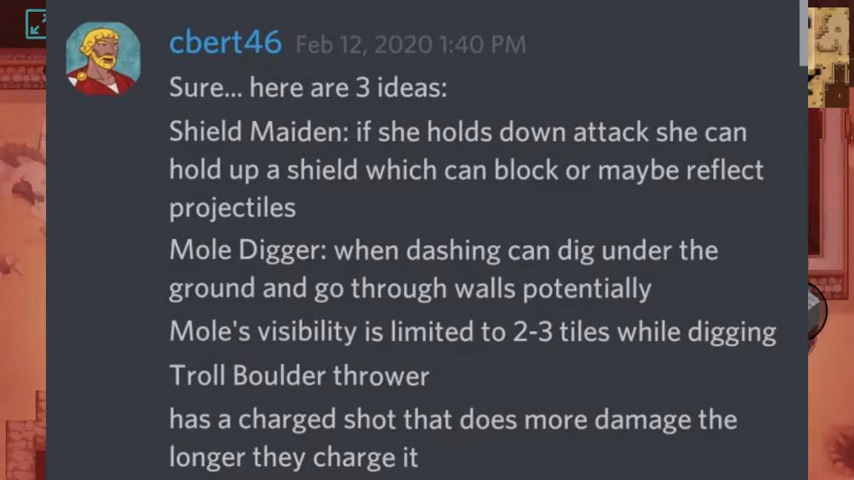 cbert46 Feb 12, 2020 1:40 PM
Sure... here are 3 ideas:
Shield Maiden: if she holds down attack she can
hold up a shield which can block or maybe reflect
projectiles
Mole Digger: when dashing can dig under the
ground and go through walls potentially
Mole's visibility is limited to 2-3 tiles while digging
Troll Boulder thrower
has a charged shot that does more damage the
longer they charge it